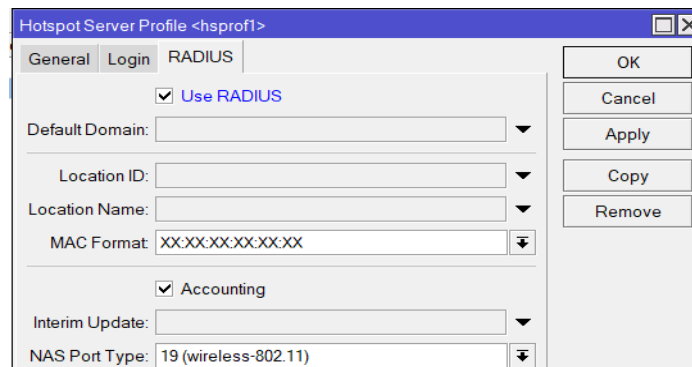 Hotspot Server Profile <hsprof1>
General Login RADIUS
OK
Use RADIUS
Cancel
Default Domain:
Apply
Location ID:
Copy
Location Name:
Remove
MAC Format: XX:XX:XX:XX:XX:XX
Accounting
Interim Update:
NAS Port Type: 19 (wireless-802.11)